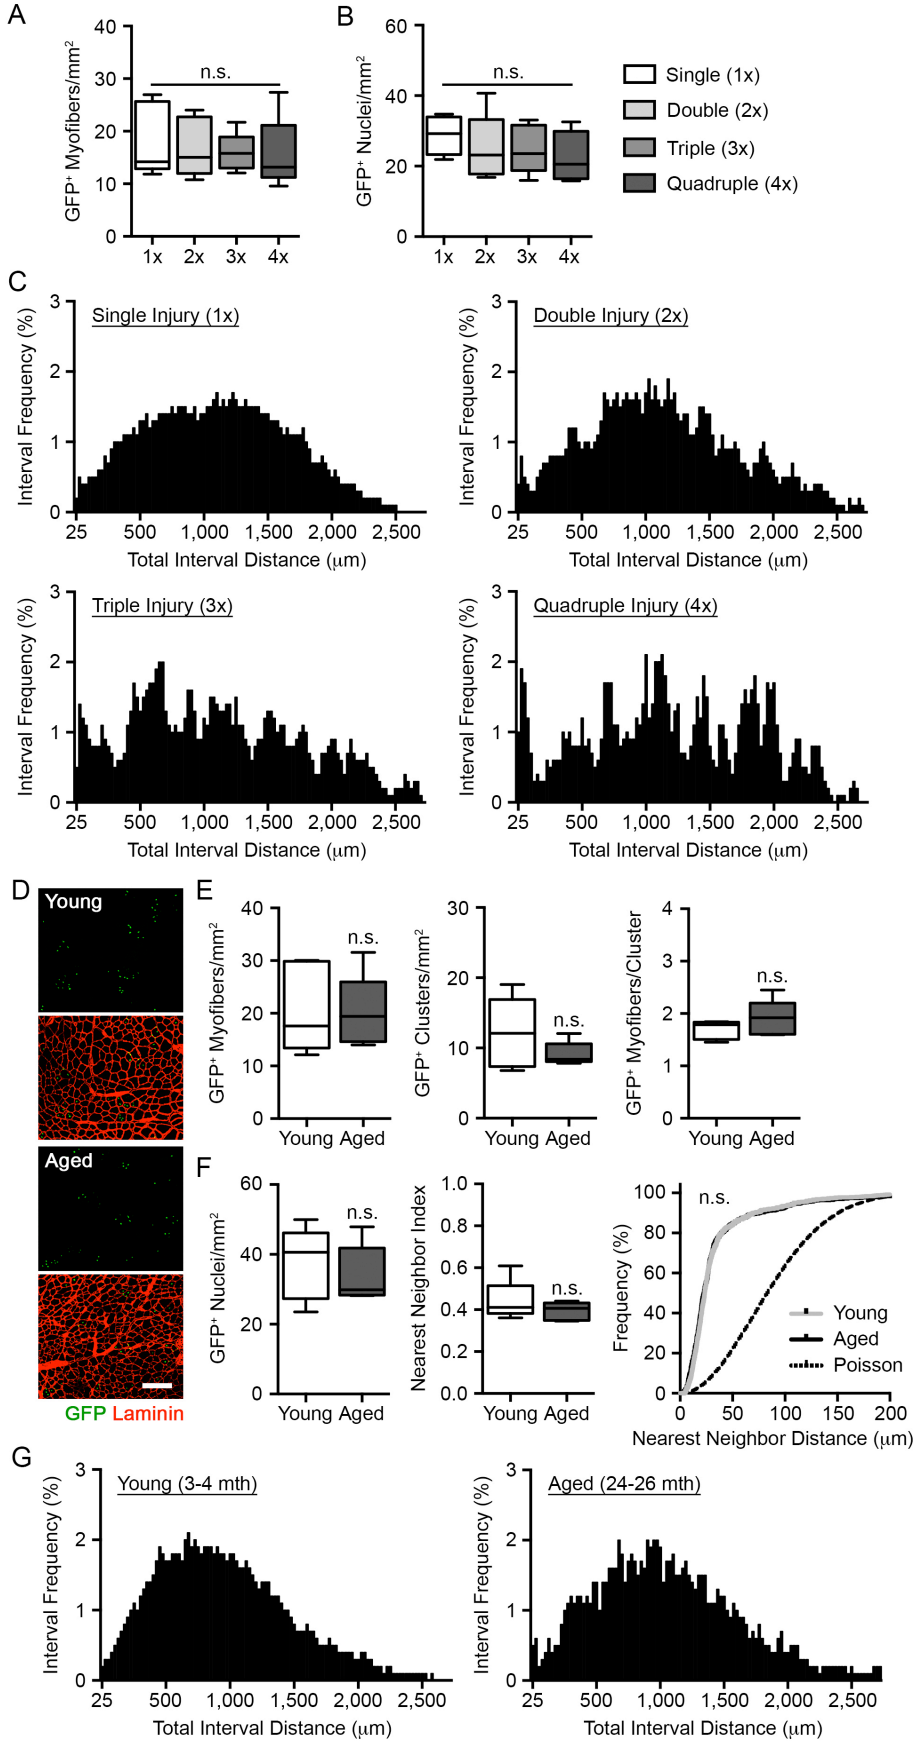 A
GFP+ Myofibers/mm2
40
30
20
10
0
n.s.
1x 2x 3x 4x
B
GFP+ Nuclei/mm2
60
40
20
0
n.s.
1x 2x 3x 4x
Single (1x)
Double (2x)
Triple (3x)
Quadruple (4x)
C
Interval Frequency (%)
3
2
1
0
Single Injury (1x)
25 500 1,000 1,500 2,000 2,500
Total Interval Distance (μm)
Interval Frequency (%)
3
2
1
0
Double Injury (2x)
25 500 1,000 1,500 2,000 2,500
Total Interval Distance (μm)
Interval Frequency (%)
3
2
1
0
Triple Injury (3x)
25 500 1,000 1,500 2,000 2,500
Total Interval Distance (μm)
Interval Frequency (%)
3
2
1
0
Quadruple Injury (4x)
25 500 1,000 1,500 2,000 2,500
Total Interval Distance (μm)
D
Young
Aged
GFP Laminin
E
GFP+ Myofibers/mm2
40
30
20
10
0
n.s.
Young Aged
GFP+ Clusters/mm2
30
20
10
0
n.s.
Young Aged
GFP+ Myofibers/Cluster
4
3
2
1
0
n.s.
Young Aged
F
GFP+ Nuclei/mm2
60
40
20
0
n.s.
Young Aged
Nearest Neighbor Index
1.0
0.8
0.6
0.4
0.2
0.0
n.s.
Young Aged
Frequency (%)
100
80
60
40
20
0
n.s.
Young
Aged
Poisson
0 50 100 150 200
Nearest Neighbor Distance (μm)
G
Interval Frequency (%)
3
2
1
0
Young (3-4 mth)
25 500 1,000 1,500 2,000 2,500
Total Interval Distance (μm)
Interval Frequency (%)
3
2
1
0
Aged (24-26 mth)
25 500 1,000 1,500 2,000 2,500
Total Interval Distance (μm)